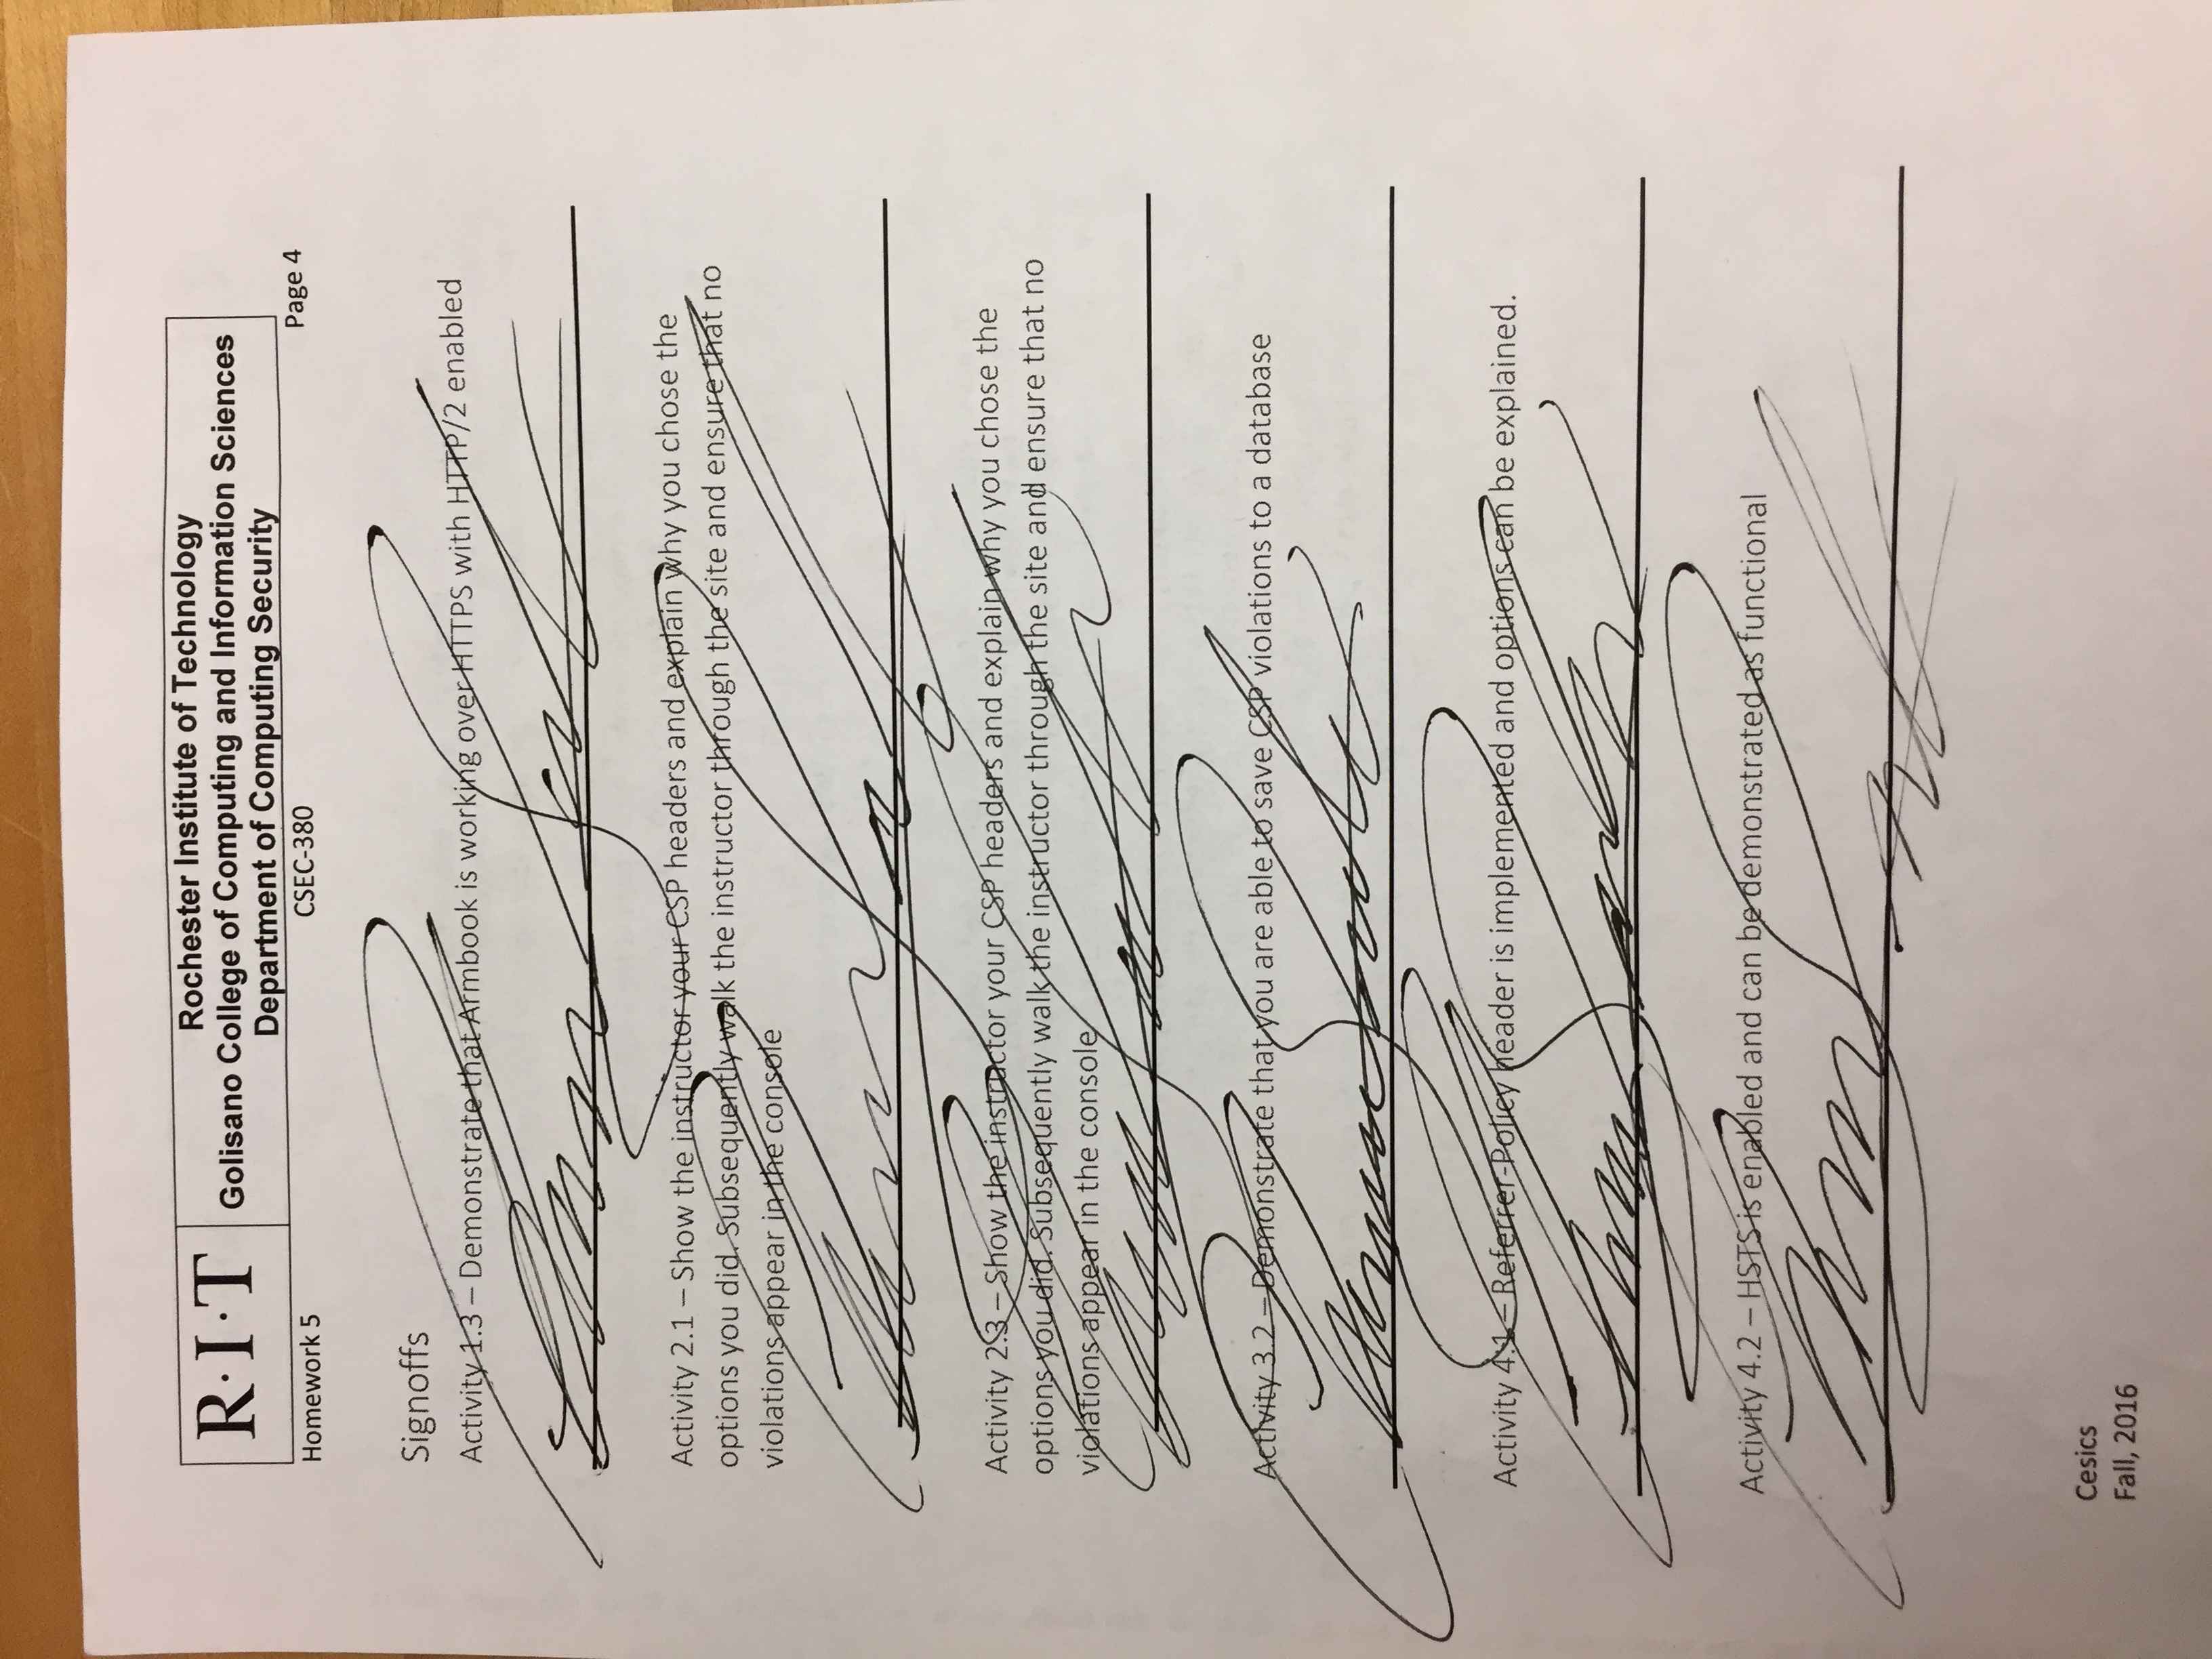 R·I·T
Rochester Institute of Technology
Golisano College of Computing and Information Sciences
Department of Computing Security
Homework 5 CSEC-380 Page 4
Signoffs
Activity 1.3 – Demonstrate that Armbook is working over HTTPS with HTTP/2 enabled
Activity 2.1 – Show the instructor your CSP headers and explain why you chose the
options you did. Subsequently walk the instructor through the site and ensure that no
violations appear in the console
Activity 2.3 – Show the instructor your CSP headers and explain why you chose the
options you did. Subsequently walk the instructor through the site and ensure that no
violations appear in the console
Activity 3.2 – Demonstrate that you are able to save CSP violations to a database
Activity 4.1 – Referrer-Policy header is implemented and options can be explained.
Activity 4.2 – HSTS is enabled and can be demonstrated as functional
Cesics
Fall, 2016